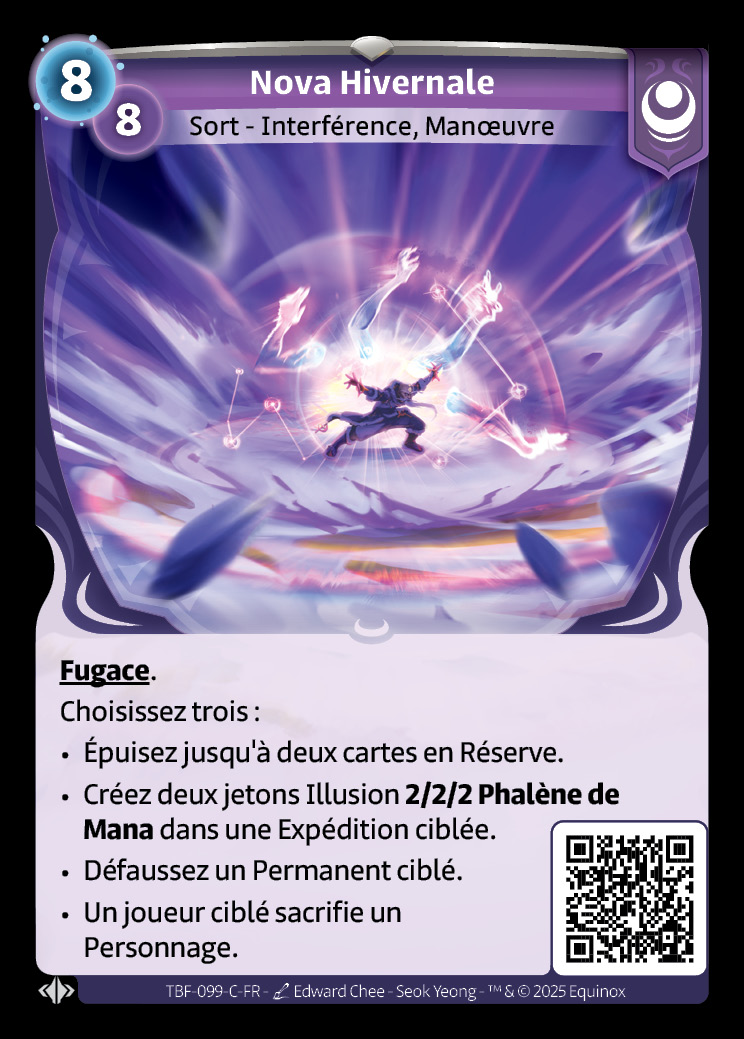 8
8
Nova Hivernale
Sort - Interférence, Manœuvre
Fugace.
Choisissez trois :
• Épuisez jusqu'à deux cartes en Réserve.
• Créez deux jetons Illusion 2/2/2 Phalène de
Mana dans une Expédition ciblée.
• Défaussez un Permanent ciblé.
• Un joueur ciblé sacrifie un
Personnage.
TBF-099-C-FR - Edward Chee - Seok Yeong - ™ & © 2025 Equinox